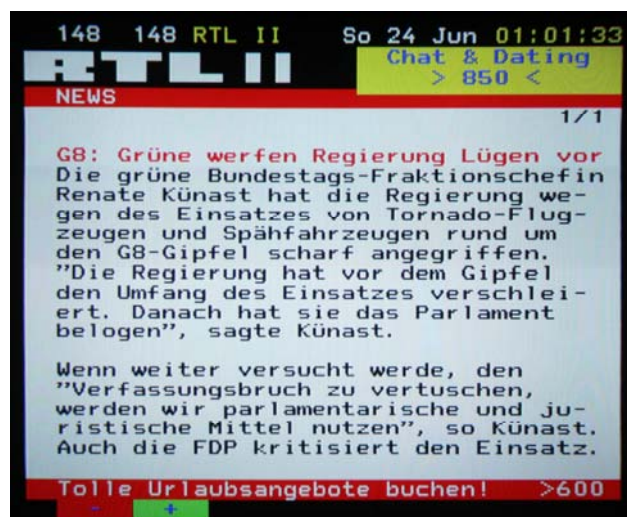 148 148 RTL II So 24 Jun 01:01:33
RTL II
Chat & Dating
> 850 <
NEWS
1/1
G8: Grüne werfen Regierung Lügen vor
Die grüne Bundestags-Fraktionschefin
Renate Künast hat die Regierung we-
gen des Einsatzes von Tornado-Flug-
zeugen und Spähfahrzeugen rund um
den G8-Gipfel scharf angegriffen.
"Die Regierung hat vor dem Gipfel
den Umfang des Einsatzes verschlei-
ert. Danach hat sie das Parlament
belogen", sagte Künast.
Wenn weiter versucht werde, den
"Verfassungsbruch zu vertuschen,
werden wir parlamentarische und ju-
ristische Mittel nutzen", so Künast.
Auch die FDP kritisiert den Einsatz.
Tolle Urlaubsangebote buchen! >600
- +